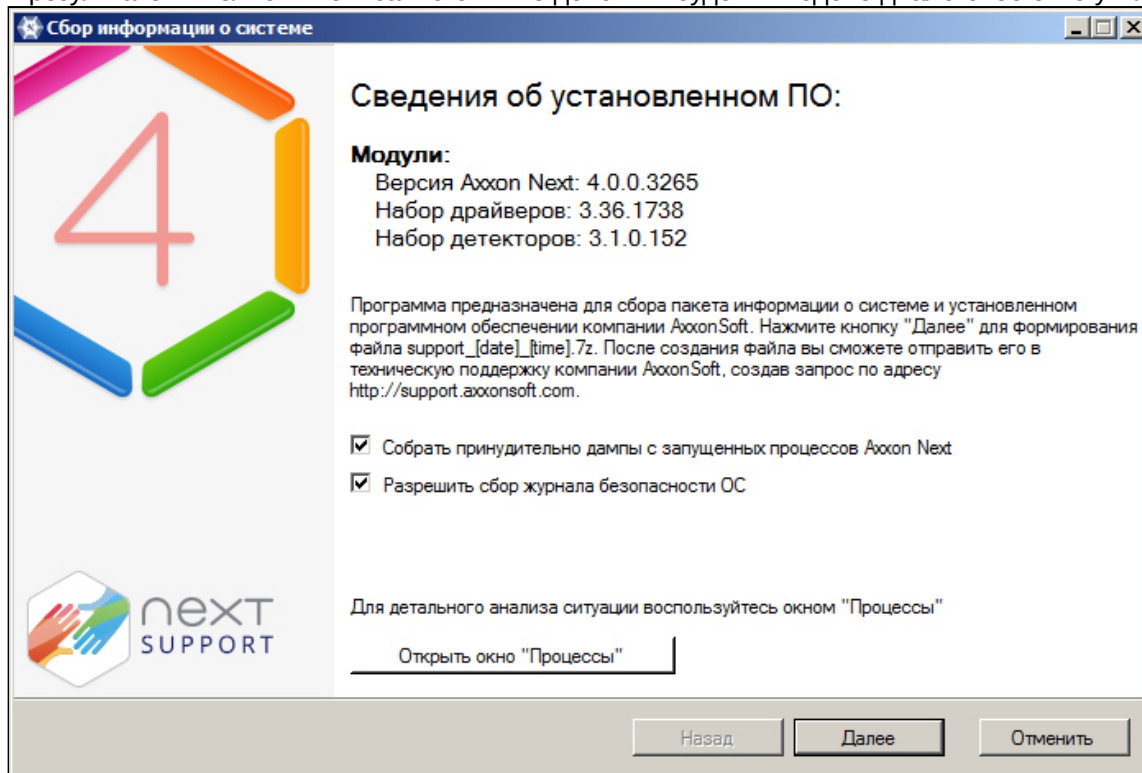 Сбор информации о системе
4
Сведения об установленном ПО:
Модули:
Версия Axxon Next: 4.0.0.3265
Набор драйверов: 3.36.1738
Набор детекторов: 3.1.0.152
Программа предназначена для сбора пакета информации о системе и установленном
программном обеспечении компании AxxonSoft. Нажмите кнопку "Далее" для формирования
файла support_[date]_[time].7z. После создания файла вы сможете отправить его в
техническую поддержку компании AxxonSoft, создав запрос по адресу
http://support.axxonsoft.com.
Собрать принудительно дампы с запущенных процессов Axxon Next
Разрешить сбор журнала безопасности ОС
next
SUPPORT
Для детального анализа ситуации воспользуйтесь окном "Процессы"
Открыть окно "Процессы"
Назад
Далее
Отменить